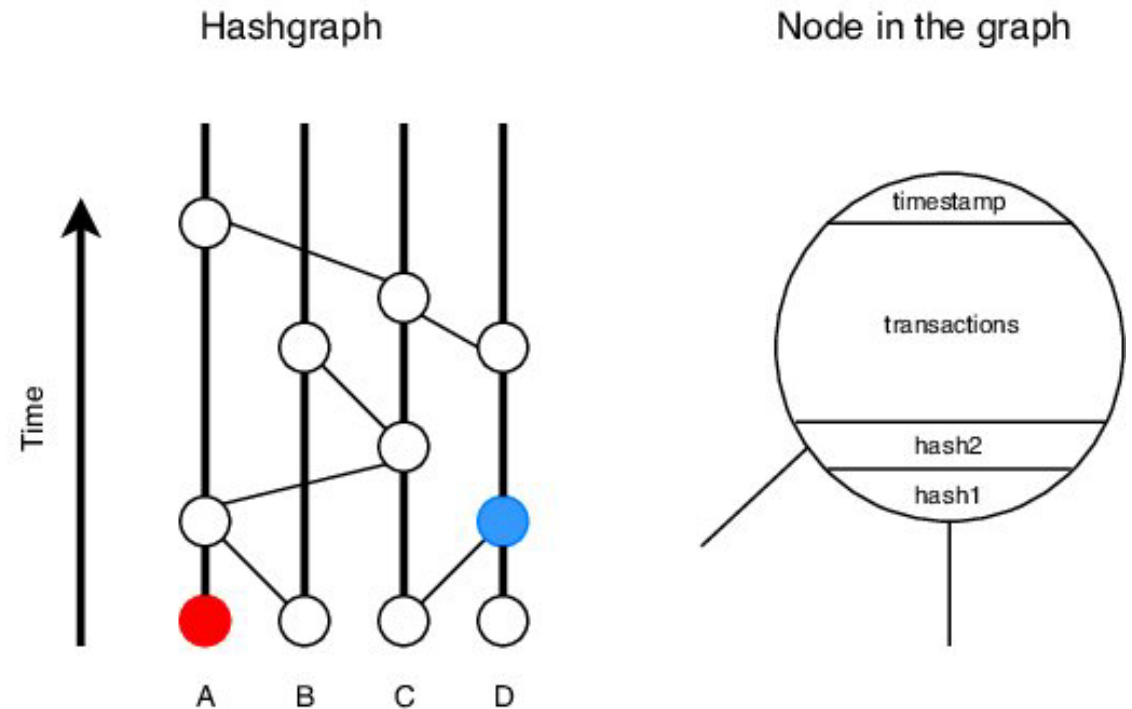 Hashgraph
Node in the graph
Time
timestamp
transactions
hash2
hash1
A B C D